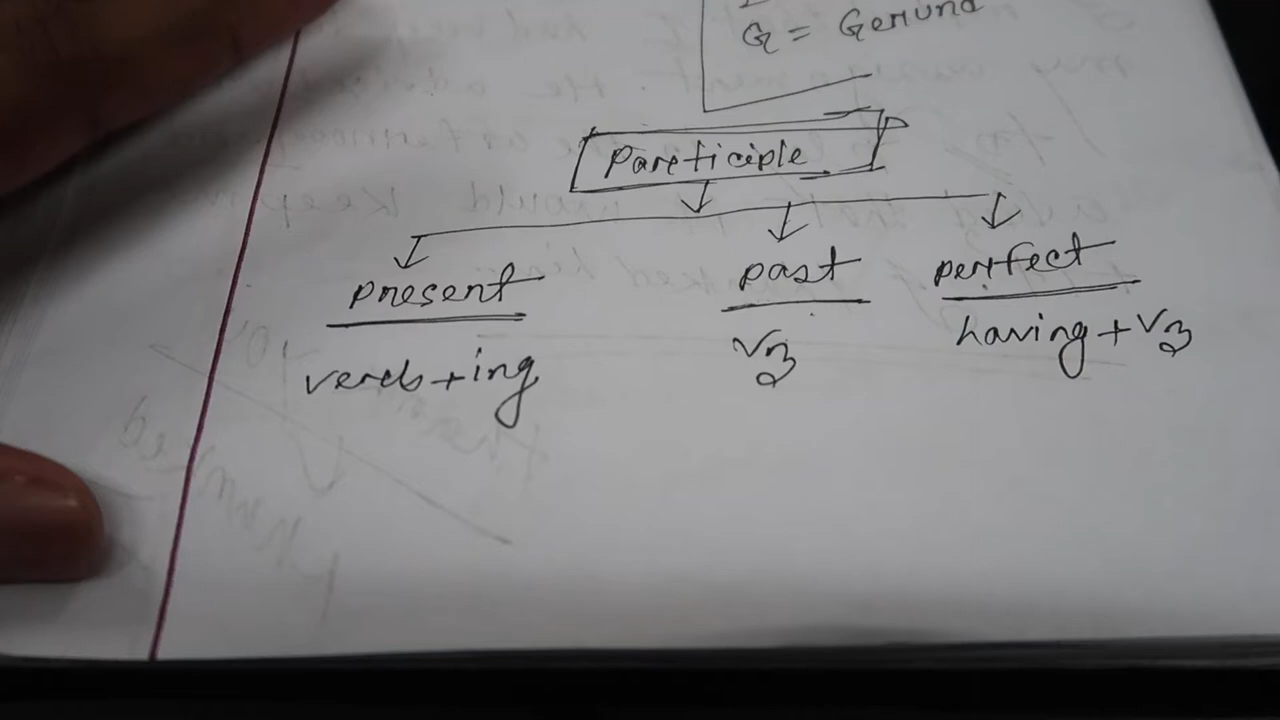 G = Gerund
Participle
present past perfect
verb+ing V3 having + V3